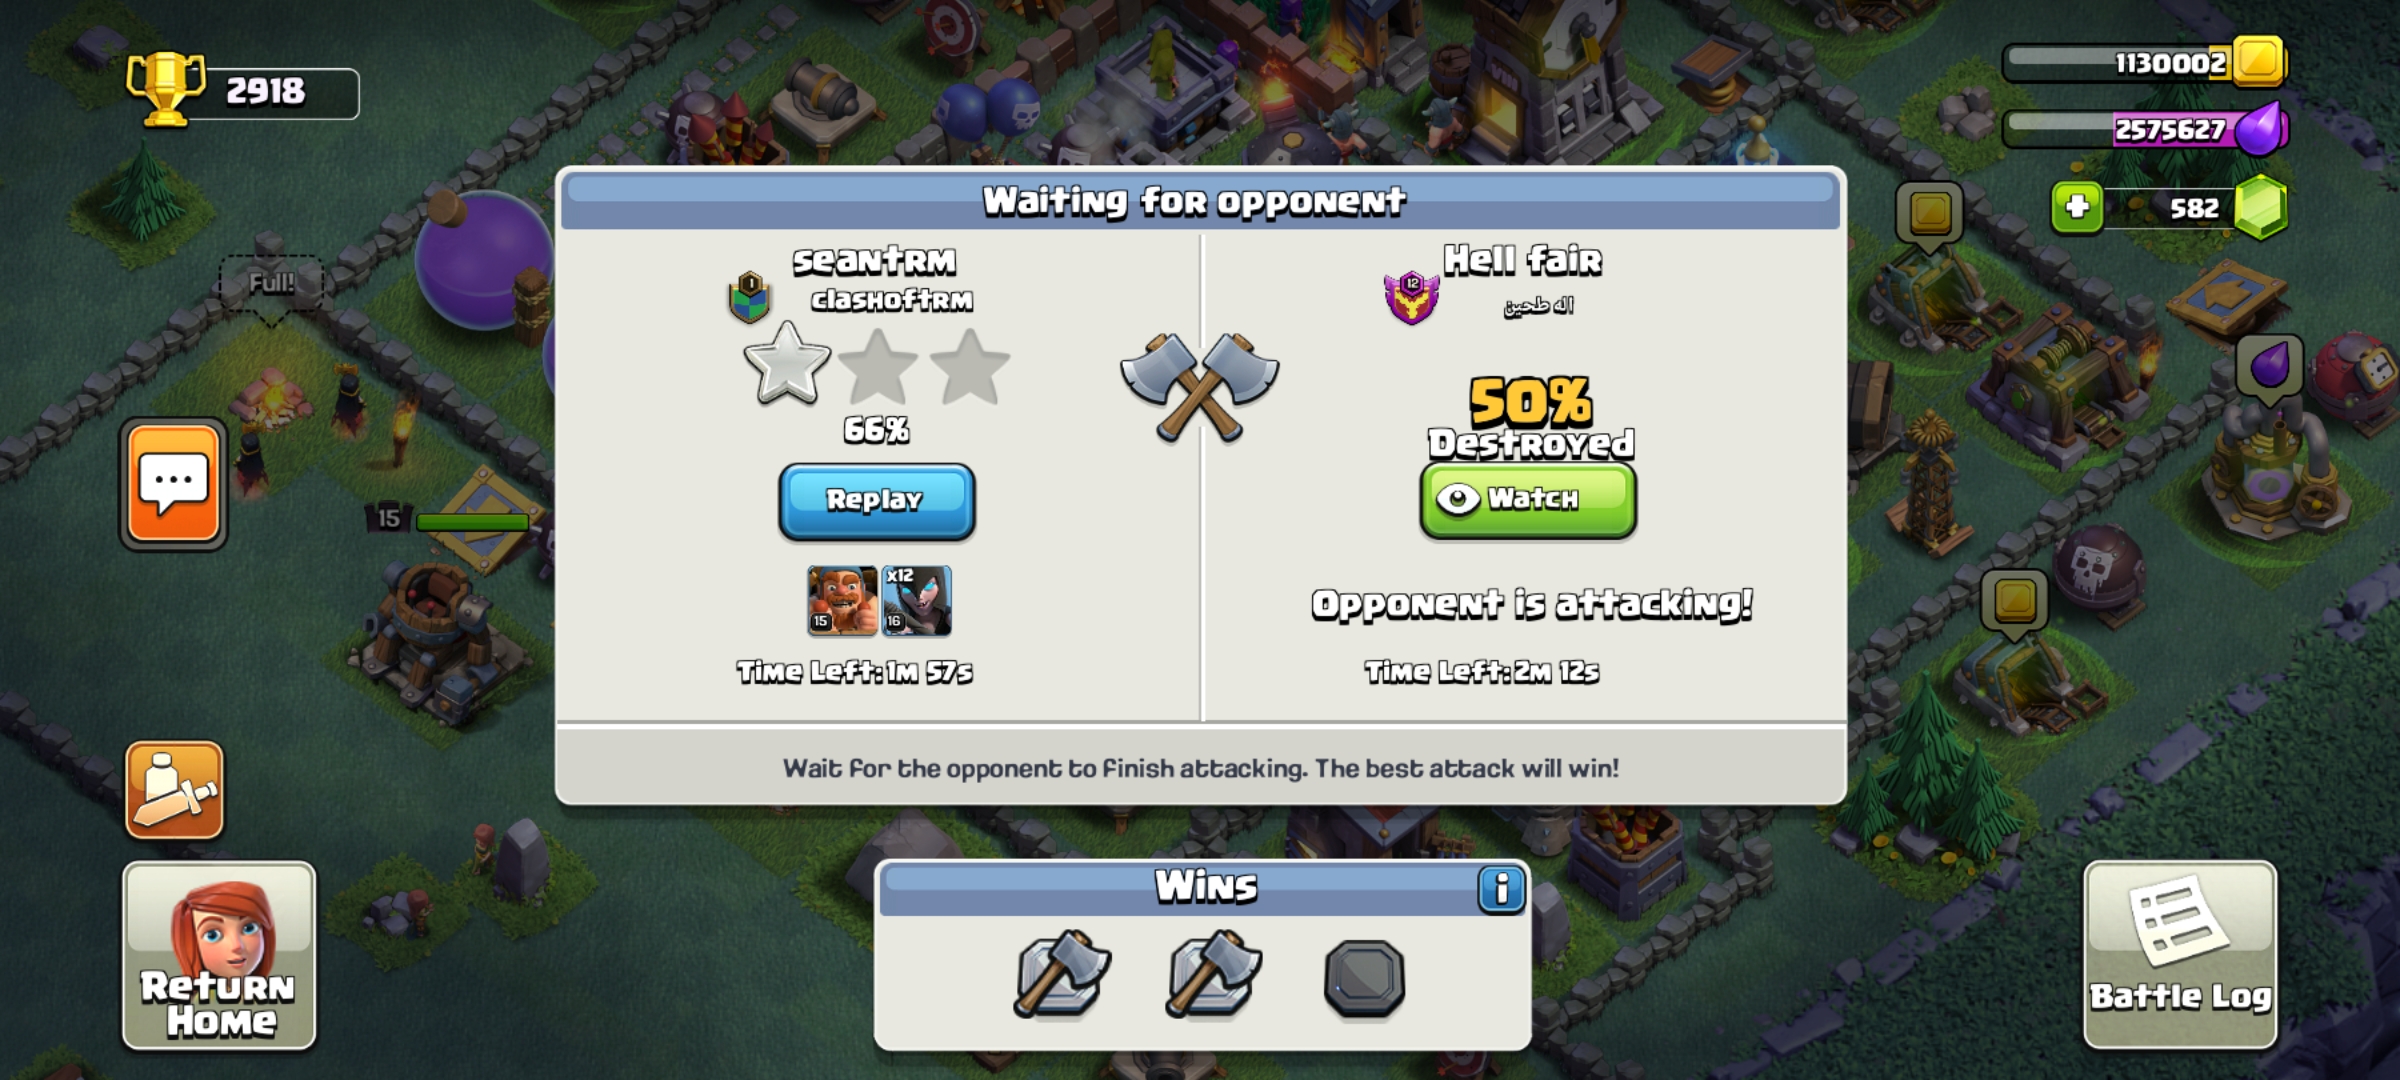 2918
1130002
2575627
582
Full!
15
Waiting for opponent
seantrm
1
clashoftrm
66%
Replay
15
x12
16
Time Left:1m 57s
Hell fair
12
اله طحين
50%
Destroyed
Watch
Opponent is attacking!
Time Left:2m 12s
Wait for the opponent to finish attacking. The best attack will win!
Wins
i
Return
Home
Battle Log